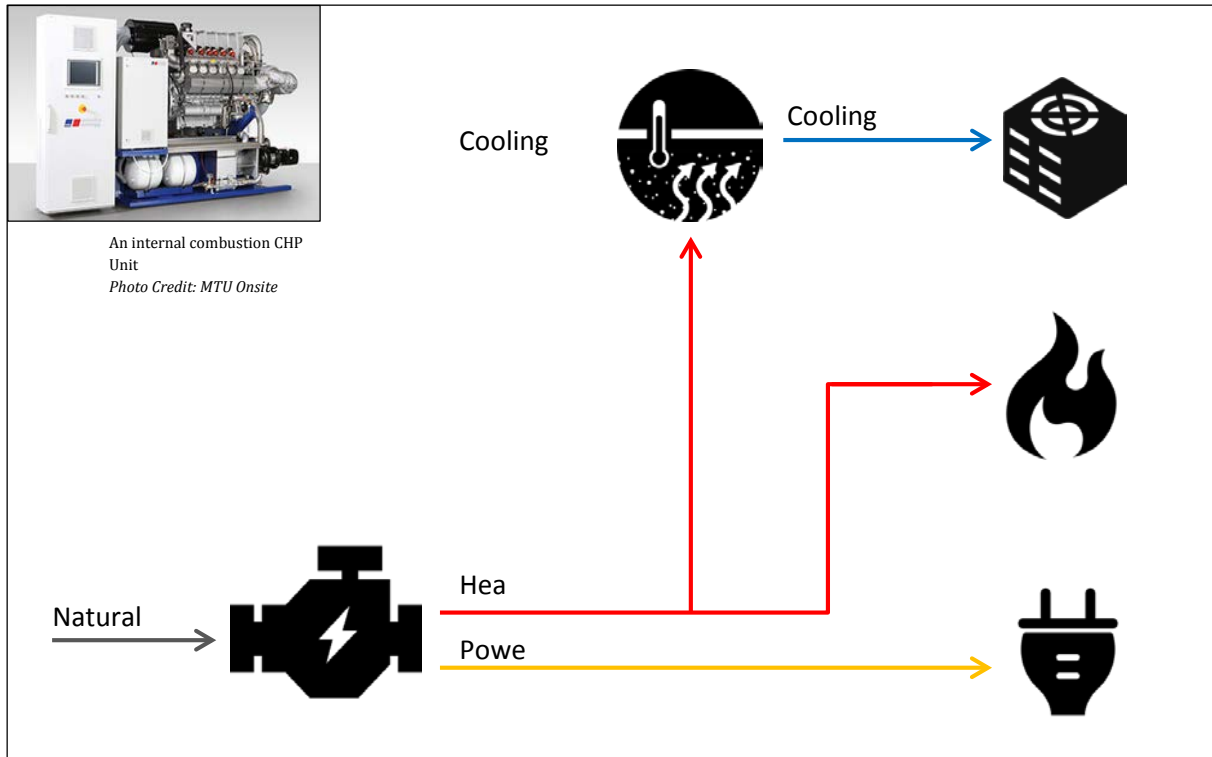 An internal combustion CHP
Unit
Photo Credit: MTU Onsite
Cooling
Cooling
Hea
Natural
Powe